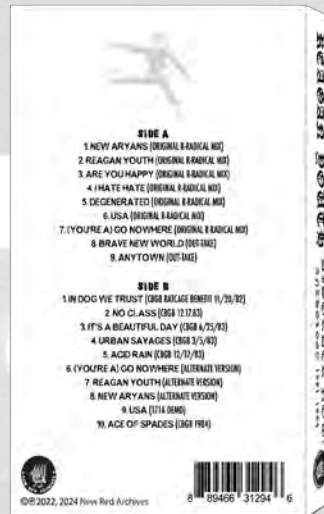 SIDE A
1. NEW ARYANS (ORIGINAL R-RADICAL MIX)
2. REAGAN YOUTH (ORIGINAL R-RADICAL MIX)
3. ARE YOU HAPPY (ORIGINAL R-RADICAL MIX)
4. I HATE HATE (ORIGINAL R-RADICAL MIX)
5. DEGENERATED (ORIGINAL R-RADICAL MIX)
6. USA (ORIGINAL R-RADICAL MIX)
7. (YOU'RE A) GO NOWHERE (ORIGINAL R-RADICAL MIX)
8. BRAVE NEW WORLD (OUT-TAKE)
9. ANYTOWN (OUT-TAKE)
SIDE B
1. IN DOG WE TRUST (CBGB RATCAGE BENEFIT 11/20/82)
2. NO CLASS (CBGB 12.17.83)
3. IT'S A BEAUTIFUL DAY (CBGB 6/25/83)
4. URBAN SAVAGES (CBGB 3/5/83)
5. ACID RAIN (CBGB 12/17/83)
6. (YOU'RE A) GO NOWHERE (ALTERNATE VERSION)
7. REAGAN YOUTH (ALTERNATE VERSION)
8. NEW ARYANS (ALTERNATE VERSION)
9. USA (1714 DEMO)
10. ACE OF SPADES (CBGB 1984)
©℗ 2022, 2024 New Red Archives
8 89466 31294 6
REAGAN YOUTH